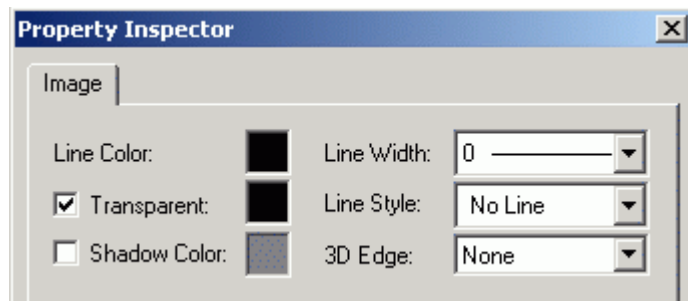 Property Inspector
Image
Line Color: Line Width: 0
Transparent: Line Style: No Line
Shadow Color: 3D Edge: None